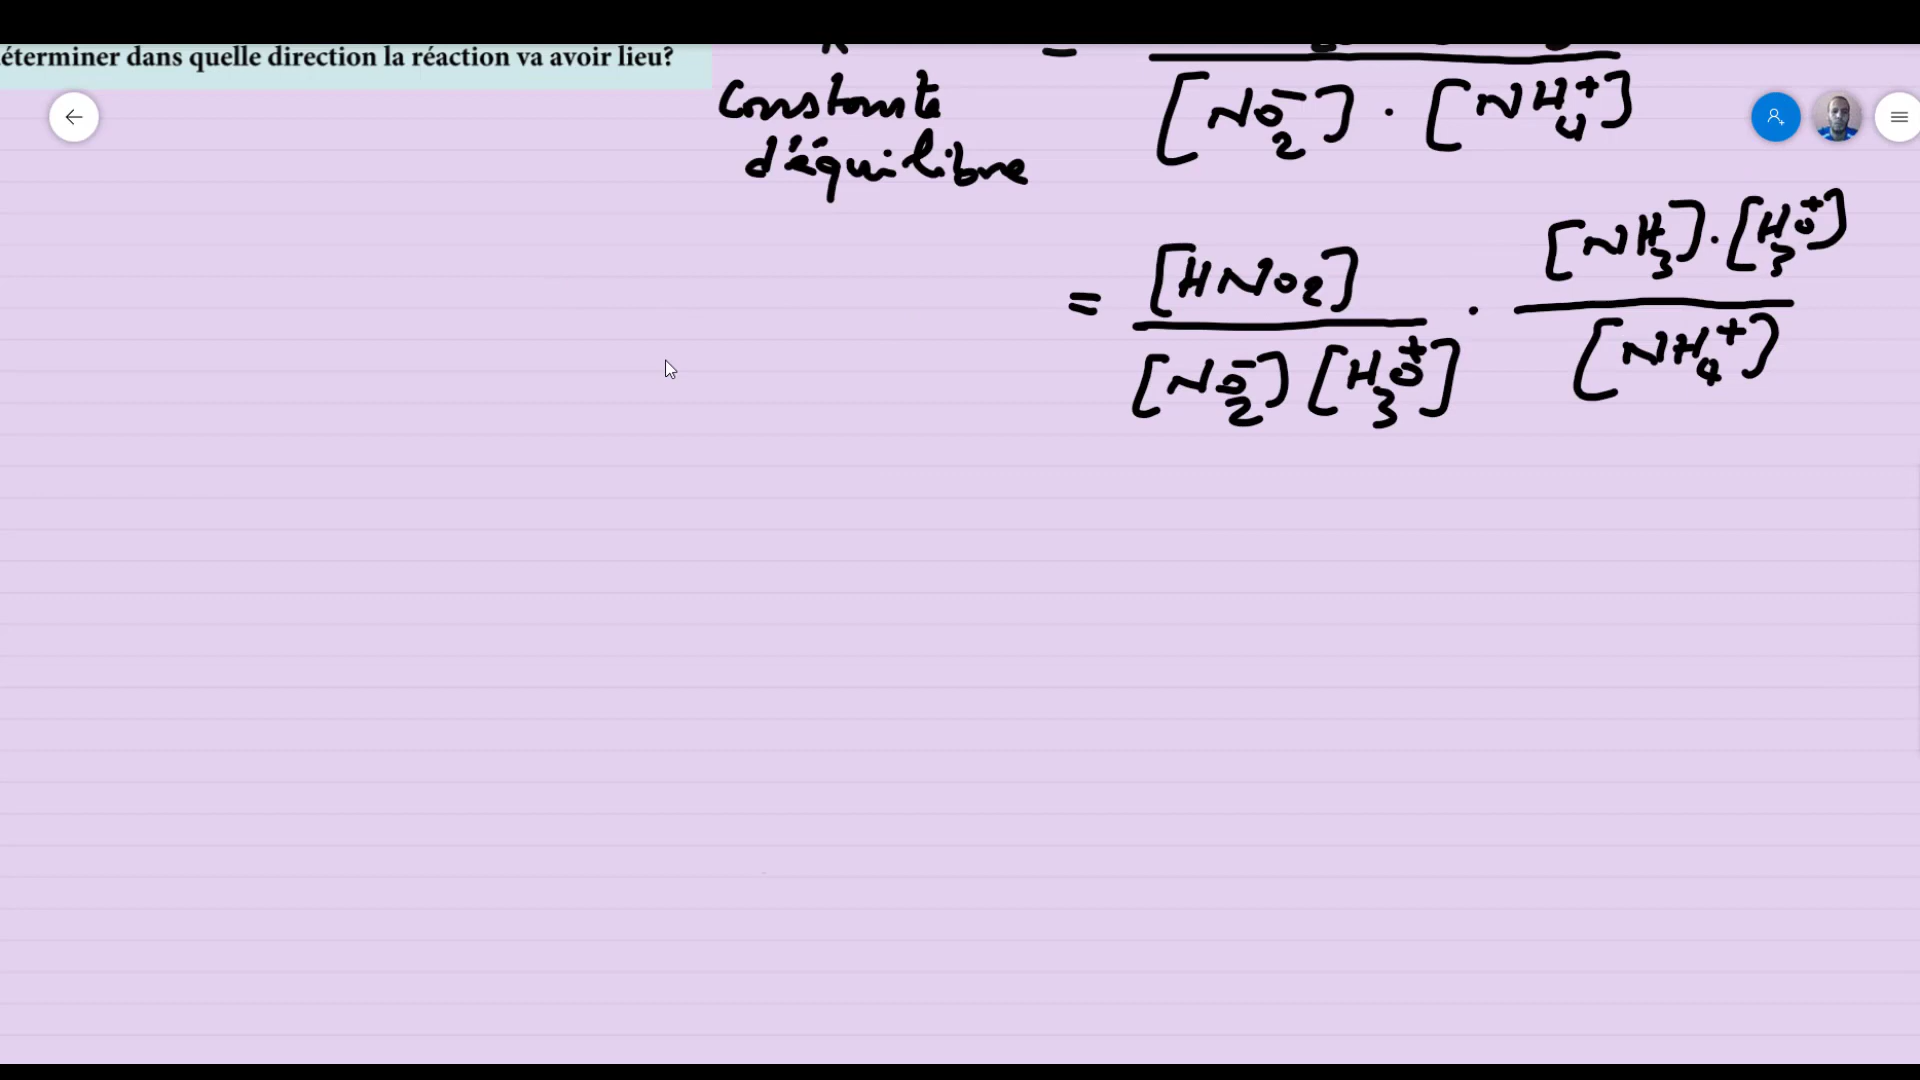 éterminer dans quelle direction la réaction va avoir lieu?
Constante
d'équilibre
=
[NO₂⁻] · [NH₄⁺]
= [HNO₂] / [NO₂⁻] [H₃O⁺] · [NH₃] · [H₃O⁺] / [NH₄⁺]